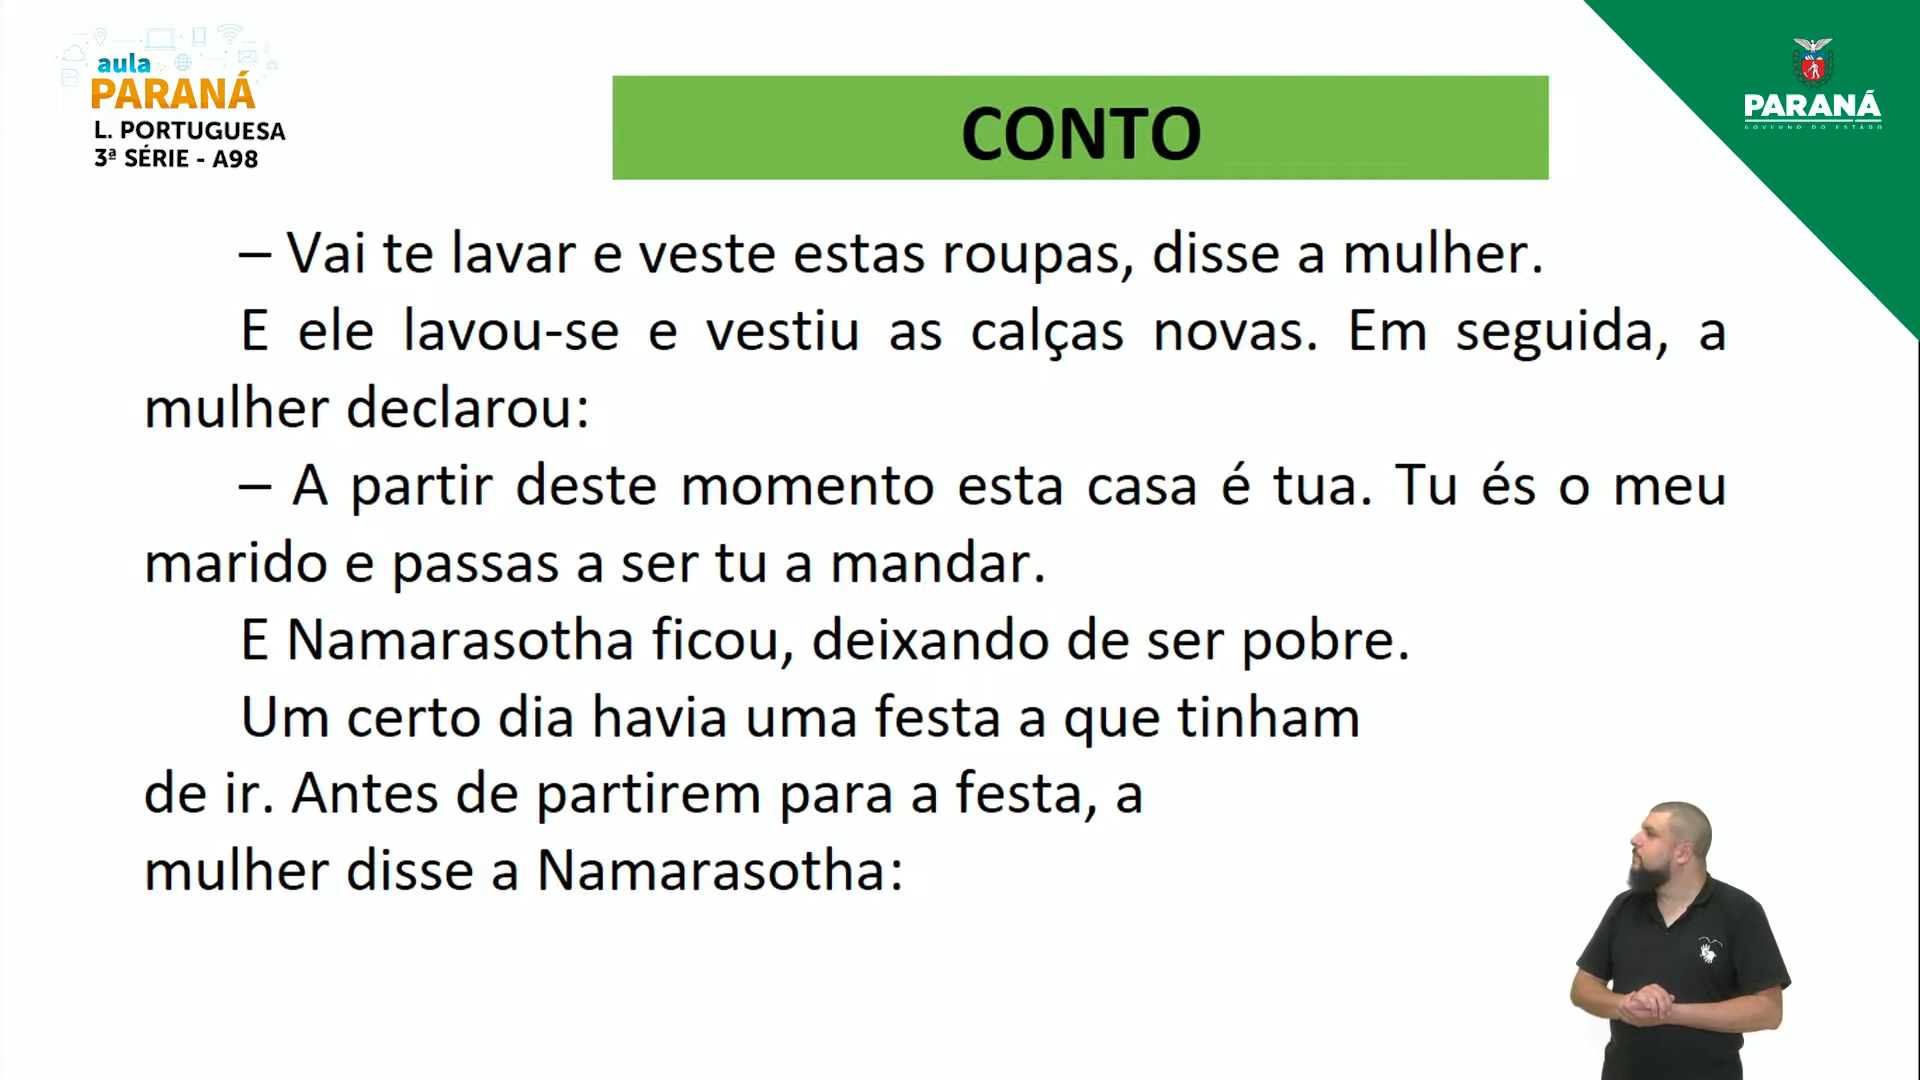 aula
PARANÁ
L. PORTUGUESA
3ª SÉRIE - A98
CONTO
PARANÁ
GOVERNO DO ESTADO
– Vai te lavar e veste estas roupas, disse a mulher.
E ele lavou-se e vestiu as calças novas. Em seguida, a
mulher declarou:
– A partir deste momento esta casa é tua. Tu és o meu
marido e passas a ser tu a mandar.
E Namarasotha ficou, deixando de ser pobre.
Um certo dia havia uma festa a que tinham
de ir. Antes de partirem para a festa, a
mulher disse a Namarasotha: